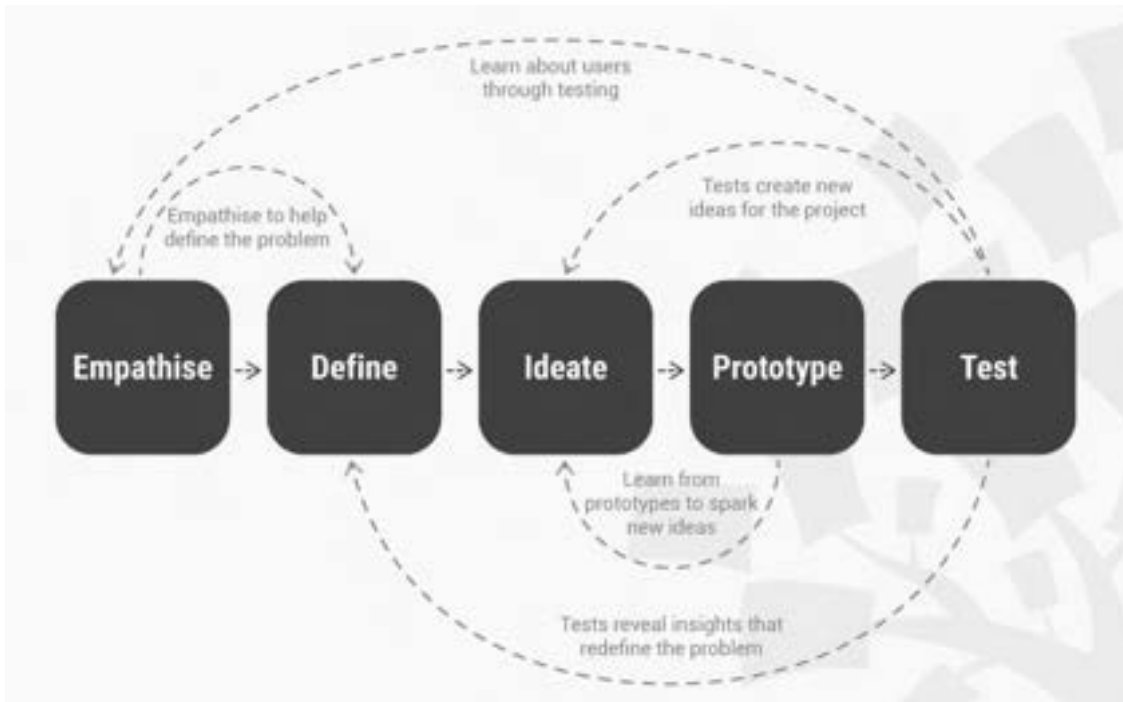 Learn about users
through testing
Tests create new
ideas for the project
Empathise to help
define the problem
Empathise
Define
Ideate
Prototype
Test
Learn from
prototypes to spark
new ideas
Tests reveal insights that
redefine the problem